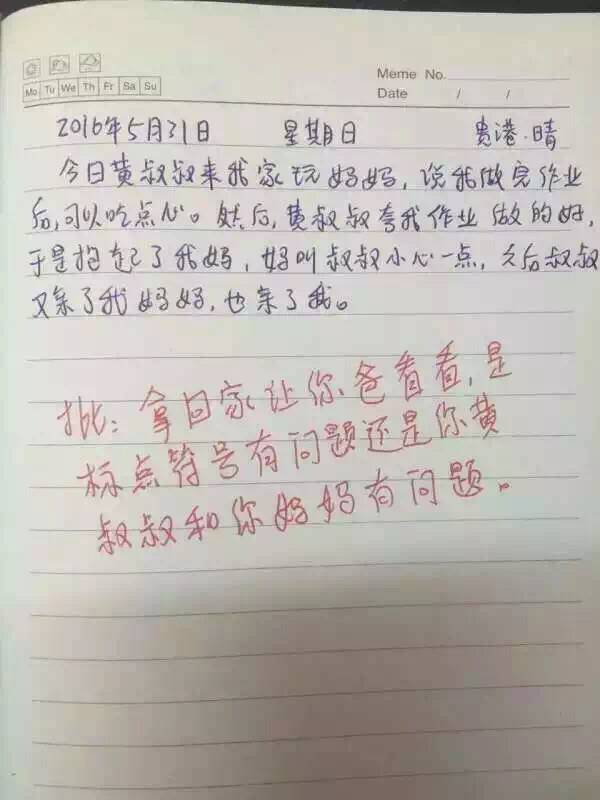 Meme No.
Mo Tu We Th Fr Sa Su
Date / /
2016年5月31日 星期日 贵港·晴
今日黄叔叔来我家玩妈妈,说我做完作业
后,可以吃点心。然后,黄叔叔夸我作业做的好,
于是抱起了我妈,妈叫叔叔小心一点,之后叔叔
又亲了我妈妈,也亲了我。
批:拿回家让你爸看看,是
标点符号有问题还是你黄
叔叔和你妈妈有问题。